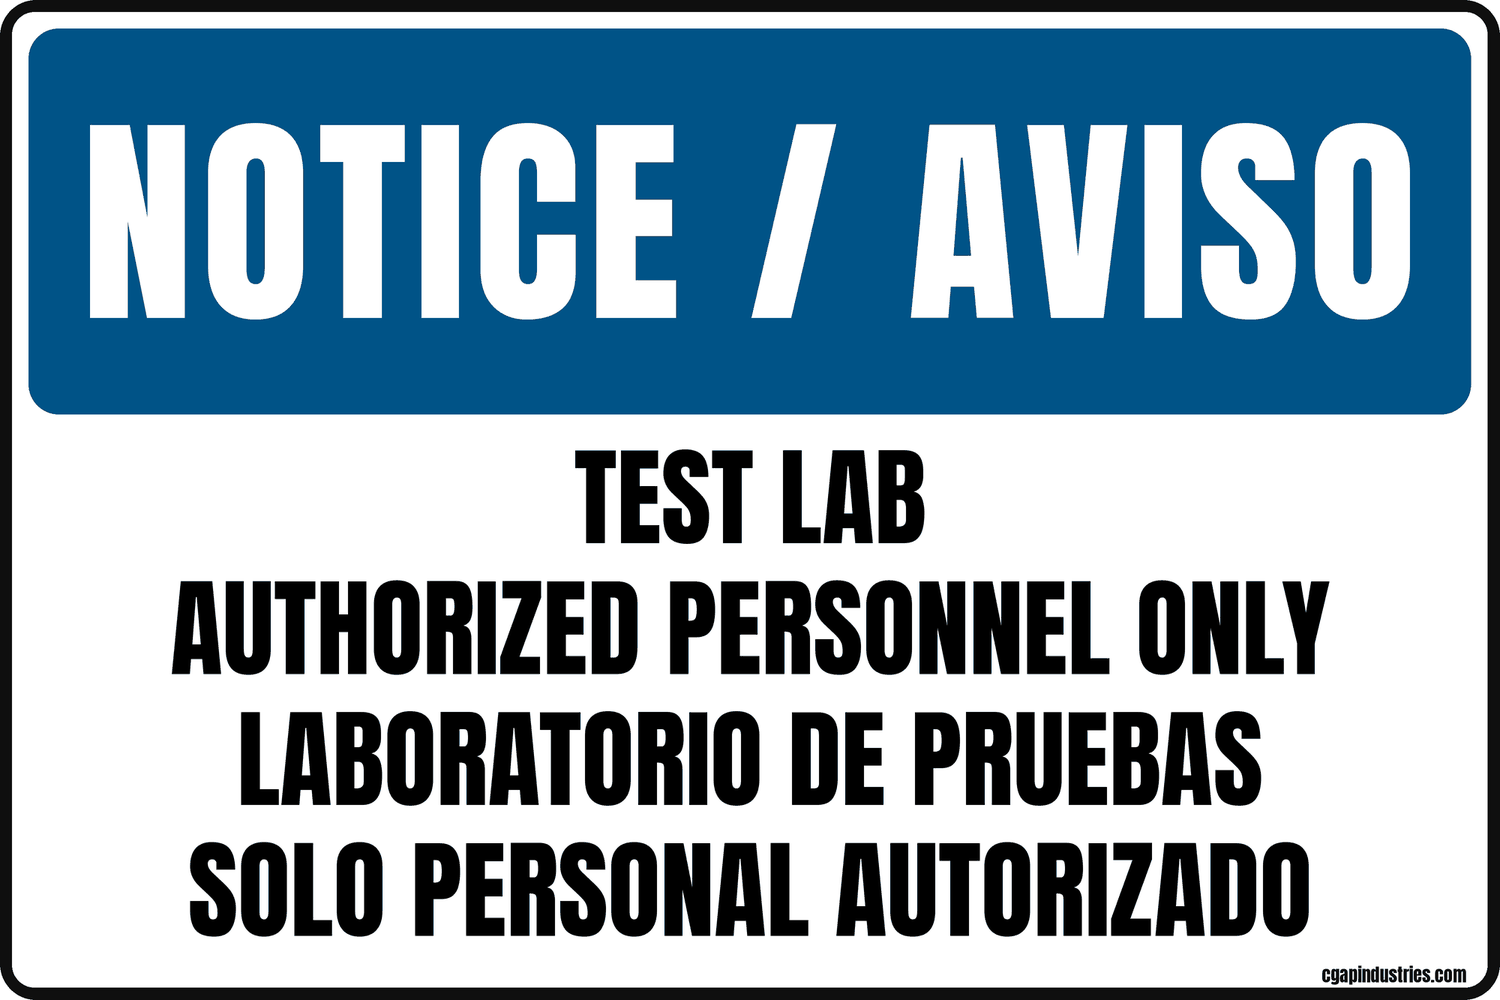 NOTICE / AVISO
TEST LAB
AUTHORIZED PERSONNEL ONLY
LABORATORIO DE PRUEBAS
SOLO PERSONAL AUTORIZADO
cgapindustries.com